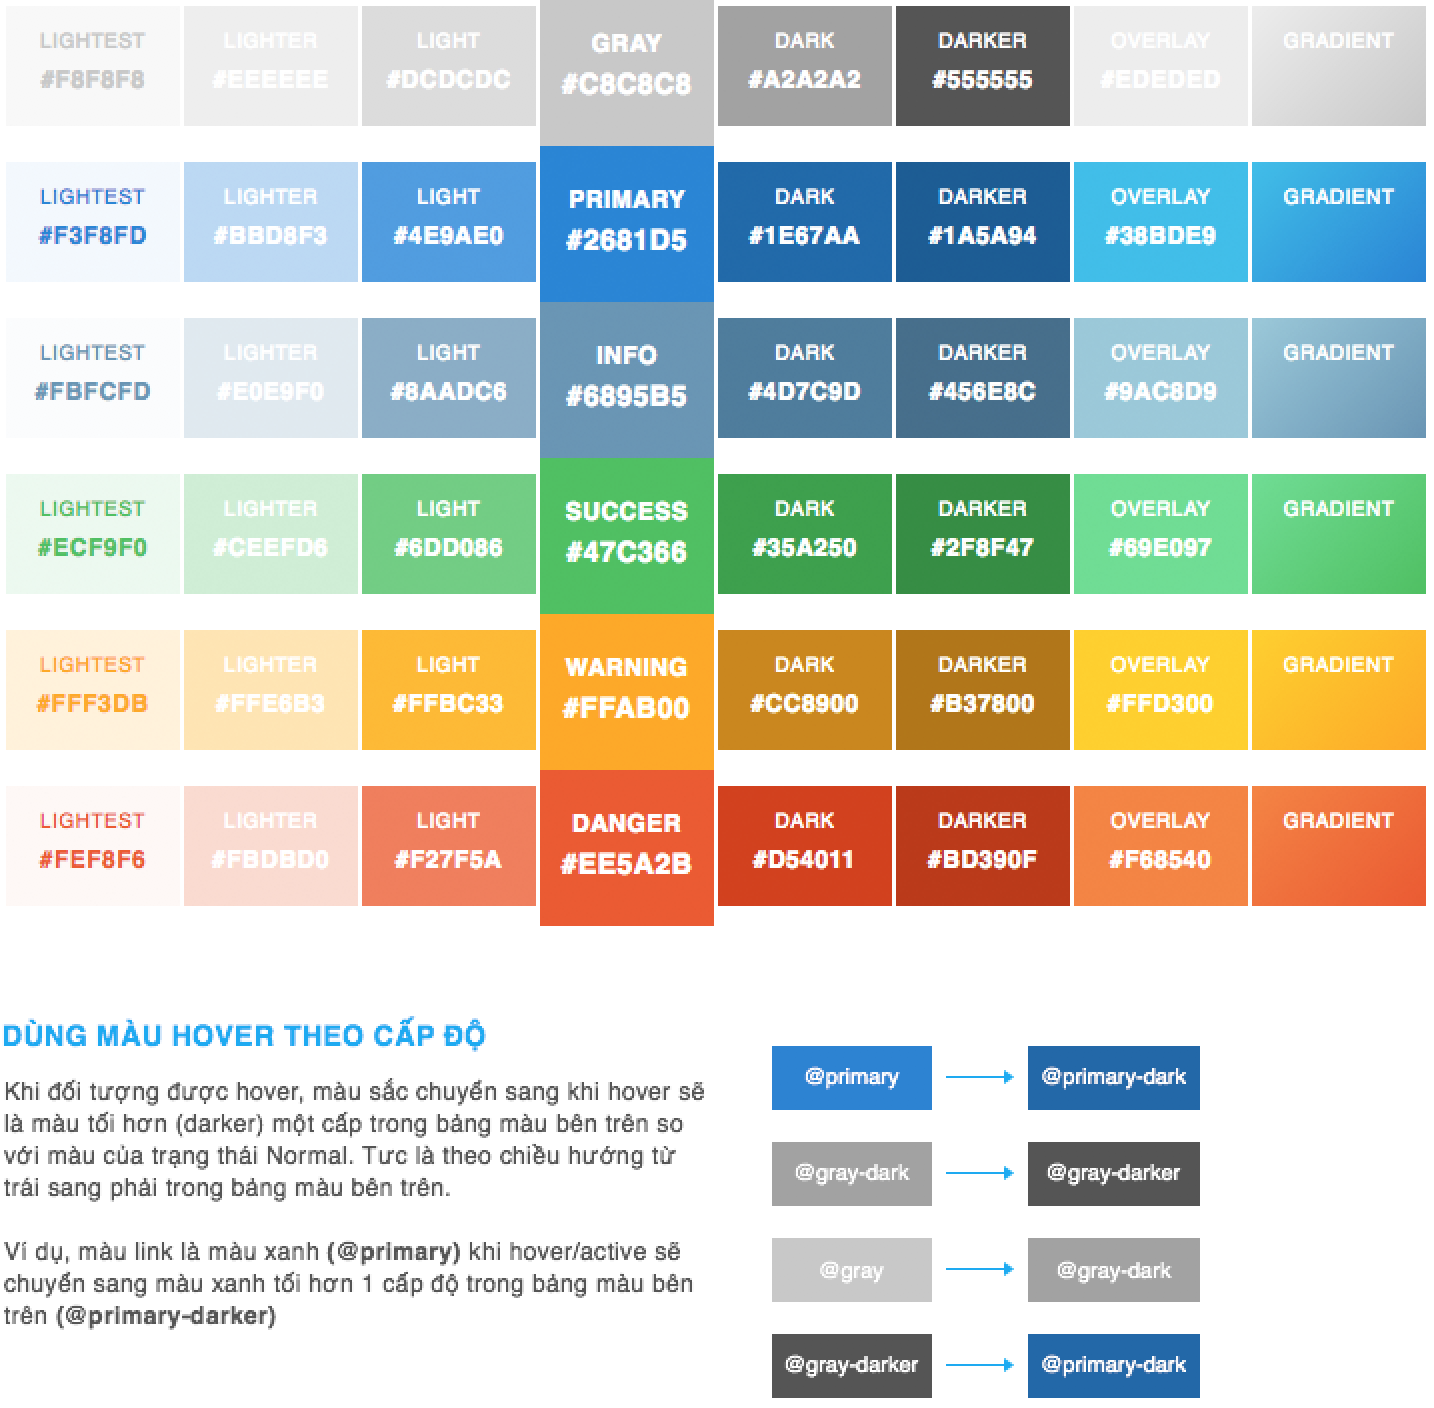 LIGHTEST LIGHTER LIGHT GRAY DARK DARKER OVERLAY GRADIENT
#F8F8F8 #EEEEEE #DCDCDC #C8C8C8 #A2A2A2 #555555 #EDEDED
LIGHTEST LIGHTER LIGHT PRIMARY DARK DARKER OVERLAY GRADIENT
#F3F8FD #BBD8F3 #4E9AE0 #2681D5 #1E67AA #1A5A94 #38BDE9
LIGHTEST LIGHTER LIGHT INFO DARK DARKER OVERLAY GRADIENT
#FBFCFD #E0E9F0 #8AADC6 #6895B5 #4D7C9D #456E8C #9AC8D9
LIGHTEST LIGHTER LIGHT SUCCESS DARK DARKER OVERLAY GRADIENT
#ECF9F0 #CEEFD6 #6DD086 #47C366 #35A250 #2F8F47 #69E097
LIGHTEST LIGHTER LIGHT WARNING DARK DARKER OVERLAY GRADIENT
#FFF3DB #FFE6B3 #FFBC33 #FFAB00 #CC8900 #B37800 #FFD300
LIGHTEST LIGHTER LIGHT DANGER DARK DARKER OVERLAY GRADIENT
#FEF8F6 #FBDBD0 #F27F5A #EE5A2B #D54011 #BD390F #F68540
DÙNG MÀU HOVER THEO CẤP ĐỘ
Khi đối tượng được hover, màu sắc chuyển sang khi hover sẽ
là màu tối hơn (darker) một cấp trong bảng màu bên trên so
với màu của trạng thái Normal. Tức là theo chiều hướng từ
trái sang phải trong bảng màu bên trên.
Ví dụ, màu link là màu xanh (@primary) khi hover/active sẽ
chuyển sang màu xanh tối hơn 1 cấp độ trong bảng màu bên
trên (@primary-darker)
@primary @primary-dark
@gray-dark @gray-darker
@gray @gray-dark
@gray-darker @primary-dark